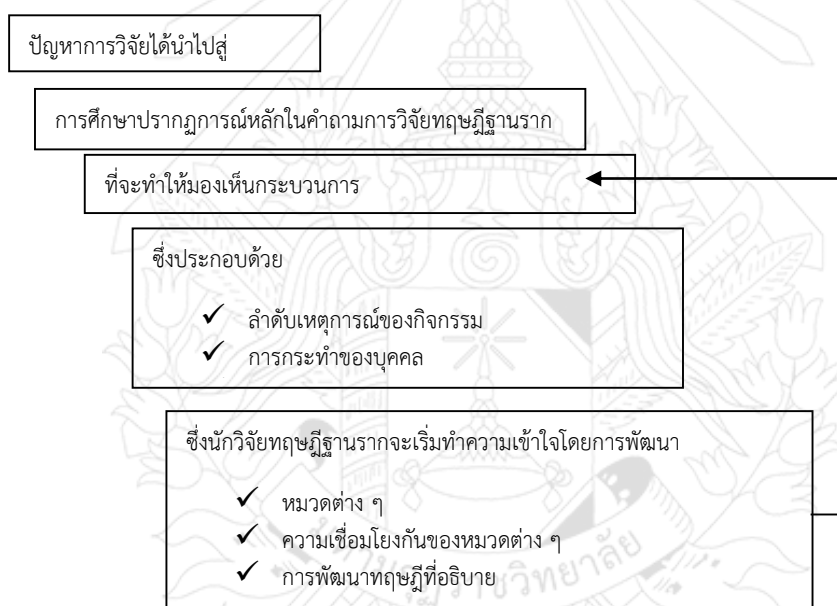 ปัญหาการวิจัยได้นำไปสู่
การศึกษาปรากฏการณ์หลักในคำถามการวิจัยทฤษฎีฐานราก
ที่จะทำให้มองเห็นกระบวนการ
ซึ่งประกอบด้วย
✓ ลำดับเหตุการณ์ของกิจกรรม
✓ การกระทำของบุคคล
ซึ่งนักวิจัยทฤษฎีฐานรากจะเริ่มทำความเข้าใจโดยการพัฒนา
✓ หมวดต่าง ๆ
✓ ความเชื่อมโยงกันของหมวดต่าง ๆ
✓ การพัฒนาทฤษฎีที่อธิบาย